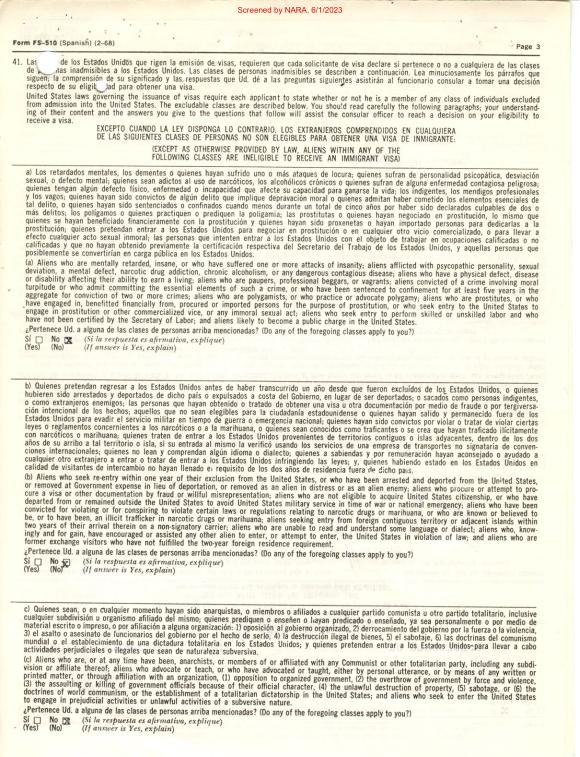 Screened by NARA, 6/1/2023
Form FS-510 (Spanish) (2-68)
Page 3
41. Las de los Estados Unidos que rigen la emisión de visas, requieren que cada solicitante de visa declare si pertenece o no a cualquiera de las clases
de inadmisibles a los Estados Unidos. Las clases de personas inadmisibles se describen a continuación. Lea minuciosamente los párrafos que
siguen; la comprensión de su significado y las respuestas que Ud. dé a las preguntas siguientes asistirán al funcionario consular a tomar una decisión
respecto de su para obtener una visa.
United States laws governing the issuance of visas require each applicant to state whether or not he is a member of any class of individuals excluded
from admission into the United States. The excludable classes are described below. You should read carefully the following paragraphs; your understand-
ing of their content and the answers you give to the questions that follow will assist the consular officer to reach a decision on your eligibility to
receive a visa.
EXCEPTO CUANDO LA LEY DISPONGA LO CONTRARIO, LOS EXTRANJEROS COMPRENDIDOS EN CUALQUIERA
DE LAS SIGUIENTES CLASES DE PERSONAS NO SON ELEGIBLES PARA OBTENER UNA VISA DE INMIGRANTE:
(EXCEPT AS OTHERWISE PROVIDED BY LAW, ALIENS WITHIN ANY OF THE
FOLLOWING CLASSES ARE INELIGIBLE TO RECEIVE AN IMMIGRANT VISA)
a) Los retardados mentales, los dementes o quienes hayan sufrido uno o más ataques de locura; quienes sufran de personalidad psicopática, desviación
sexual, o defecto mental; quienes sean adictos al uso de narcóticos, los alcohólicos crónicos o quienes sufran de alguna enfermedad contagiosa peligrosa;
quienes tengan algún defecto físico, enfermedad o incapacidad que afecte su capacidad para ganarse la vida; los indigentes, los mendigos profesionales
y los vagos; quienes hayan sido convictos de algún delito que implique depravación moral o quienes admitan haber cometido los elementos esenciales de
tal delito, o quienes hayan sido sentenciados o confinados cuando menos durante un total de cinco años por haber sido declarados culpables de dos o
más delitos; los polígamos o quienes practiquen o prediquen la poligamia; las prostitutas o quienes hayan negociado en prostitución, lo mismo que
quienes se hayan beneficiado financieramente con la prostitución y quienes hayan sido proxenetas o hayan importado personas para dedicarlas a la
prostitución; quienes pretendan entrar a los Estados Unidos para negociar en prostitución o en cualquier otro vicio comercializado, o para llevar a
efecto cualquier acto sexual inmoral; las personas que intenten entrar a los Estados Unidos con el objeto de trabajar en ocupaciones calificadas o no
calificadas y que no hayan obtenido previamente la certificación respectiva del Secretario del Trabajo de los Estados Unidos, y aquellas personas que
posiblemente se convertirían en carga pública en los Estados Unidos.
(a) Aliens who are mentally retarded, insane, or who have suffered one or more attacks of insanity; aliens afflicted with psycopathic personality, sexual
deviation, a mental defect, narcotic drug addiction, chronic alcoholism, or any dangerous contagious disease; aliens who have a physical defect, disease
or disability affecting their ability to earn a living; aliens who are paupers, professional beggars, or vagrants; aliens convicted of a crime involving moral
turpitude or who admit committing the essential elements of such a crime, or who have been sentenced to confinement for at least five years in the
aggregate for conviction of two or more crimes; aliens who are polygamists, or who practice or advocate polygamy; aliens who are prostitutes, or who
have engaged in, benefitted financially from, procured or imported persons for the purpose of prostitution, or who seek entry to the United States to
engage in prostitution or other commercialized vice, or any immoral sexual act; aliens who seek entry to perform skilled or unskilled labor and who
have not been certified by the Secretary of Labor; and aliens likely to become a public charge in the United States.
¿Pertenece Ud. a alguna de las clases de personas arriba mencionadas? (Do any of the foregoing classes apply to you?)
Sí No (Si la respuesta es afirmativa, explique)
(Yes) (No) (If answer is Yes, explain)
b) Quienes pretendan regresar a los Estados Unidos antes de haber transcurrido un año desde que fueron excluídos de los Estados Unidos, o quienes
hubieren sido arrestados y deportados de dicho país o expulsados a costa del Gobierno, en lugar de ser deportados; o sacados como personas indigentes,
o como extranjeros enemigos; las personas que hayan obtenido o tratado de obtener una visa u otra documentación por medio de fraude o por tergiversa-
ción intencional de los hechos; aquellos que no sean elegibles para la ciudadanía estadounidense o quienes hayan salido y permanecido fuera de los
Estados Unidos para evadir el servicio militar en tiempo de guerra o emergencia nacional; quienes hayan sido convictos por violar o tratar de violar ciertas
leyes o reglamentos concernientes a los narcóticos o a la marihuana, o quienes sean conocidos como traficantes o se crea que hayan traficado ilícitamente
con narcóticos o marihuana; quienes traten de entrar a los Estados Unidos provenientes de territorios contiguos o islas adyacentes, dentro de los dos
años de su arribo a tal territorio o isla, si su entrada al mismo la verificó usando los servicios de una empresa de transportes no signataria de conven-
ciones internacionales; quienes no lean y comprendan algún idioma o dialecto; quienes a sabiendas y por remuneración hayan aconsejado y ayudado a
cualquier otro extranjero a entrar o tratar de entrar a los Estados Unidos infringiendo las leyes; y, quienes habiendo estado en los Estados Unidos en
calidad de visitantes de intercambio no hayan llenado el requisito de los dos años de residencia fuera de dicho país.
(b) Aliens who seek re-entry within one year of their exclusion from the United States, or who have been arrested and deported from the United States,
or removed at Government expense in lieu of deportation, or removed as an alien in distress or as an alien enemy; aliens who procure or attempt to pro-
cure a visa or other documentation by fraud or willful misrepresentation; aliens who are not eligible to acquire United States citizenship, or who have
departed from or remained outside the United States to avoid United States military service in time of war or national emergency; aliens who have been
convicted for violating or for conspiring to violate certain laws or regulations relating to narcotic drugs or marihuana, or who are known or believed to
be, or to have been, an illicit trafficker in narcotic drugs or marihuana; aliens seeking entry from foreign contiguous territory or adjacent islands within
two years of their arrival therein on a non-signatory carrier; aliens who are unable to read and understand some language or dialect; aliens who, know-
ingly and for gain, have encouraged or assisted any other alien to enter, or attempt to enter, the United States in violation of law; and aliens who are
former exchange visitors who have not fulfilled the two-year foreign residence requirement.
¿Pertenece Ud. a alguna de las clases de personas arriba mencionadas? (Do any of the foregoing classes apply to you?)
Sí No (Si la respuesta es afirmativa, explique)
(Yes) (No) (If answer is Yes, explain)
c) Quienes sean, o en cualquier momento hayan sido anarquistas, o miembros o afiliados a cualquier partido comunista u otro partido totalitario, inclusive
cualquier subdivisión u organismo afiliado del mismo; quienes prediquen o enseñen o hayan predicado o enseñado, ya sea personalmente o por medio de
material escrito o impreso, o por afiliación a alguna organización: 1) oposición al gobierno organizado, 2) derrocamiento del gobierno por la fuerza o la violencia,
3) el asalto o asesinato de funcionarios del gobierno por el hecho de serlo, 4) la destrucción ilegal de bienes, 5) el sabotaje, 6) las doctrinas del comunismo
mundial o el establecimiento de una dictadura totalitaria en los Estados Unidos; y quienes pretendan entrar a los Estados Unidos para llevar a cabo
actividades perjudiciales o ilegales que sean de naturaleza subversiva.
(c) Aliens who are, or at any time have been, anarchists, or members of or affiliated with any Communist or other totalitarian party, including any subdi-
vision or affiliate thereof; aliens who advocate or teach, or who have advocated or taught, either by personal utterance, or by means of any written or
printed matter, or through affiliation with an organization, (1) opposition to organized government, (2) the overthrow of government by force and violence,
(3) the assaulting or killing of government officials because of their official character, (4) the unlawful destruction of property, (5) sabotage, or (6) the
doctrines of world communism, or the establishment of a totalitarian dictatorship in the United States; and aliens who seek to enter the United States
to engage in prejudicial activities or unlawful activities of a subversive nature.
¿Pertenece Ud. a alguna de las clases de personas arriba mencionadas? (Do any of the foregoing classes apply to you?)
Sí No (Si la respuesta es afirmativa, explique)
(Yes) (No) (If answer is Yes, explain)